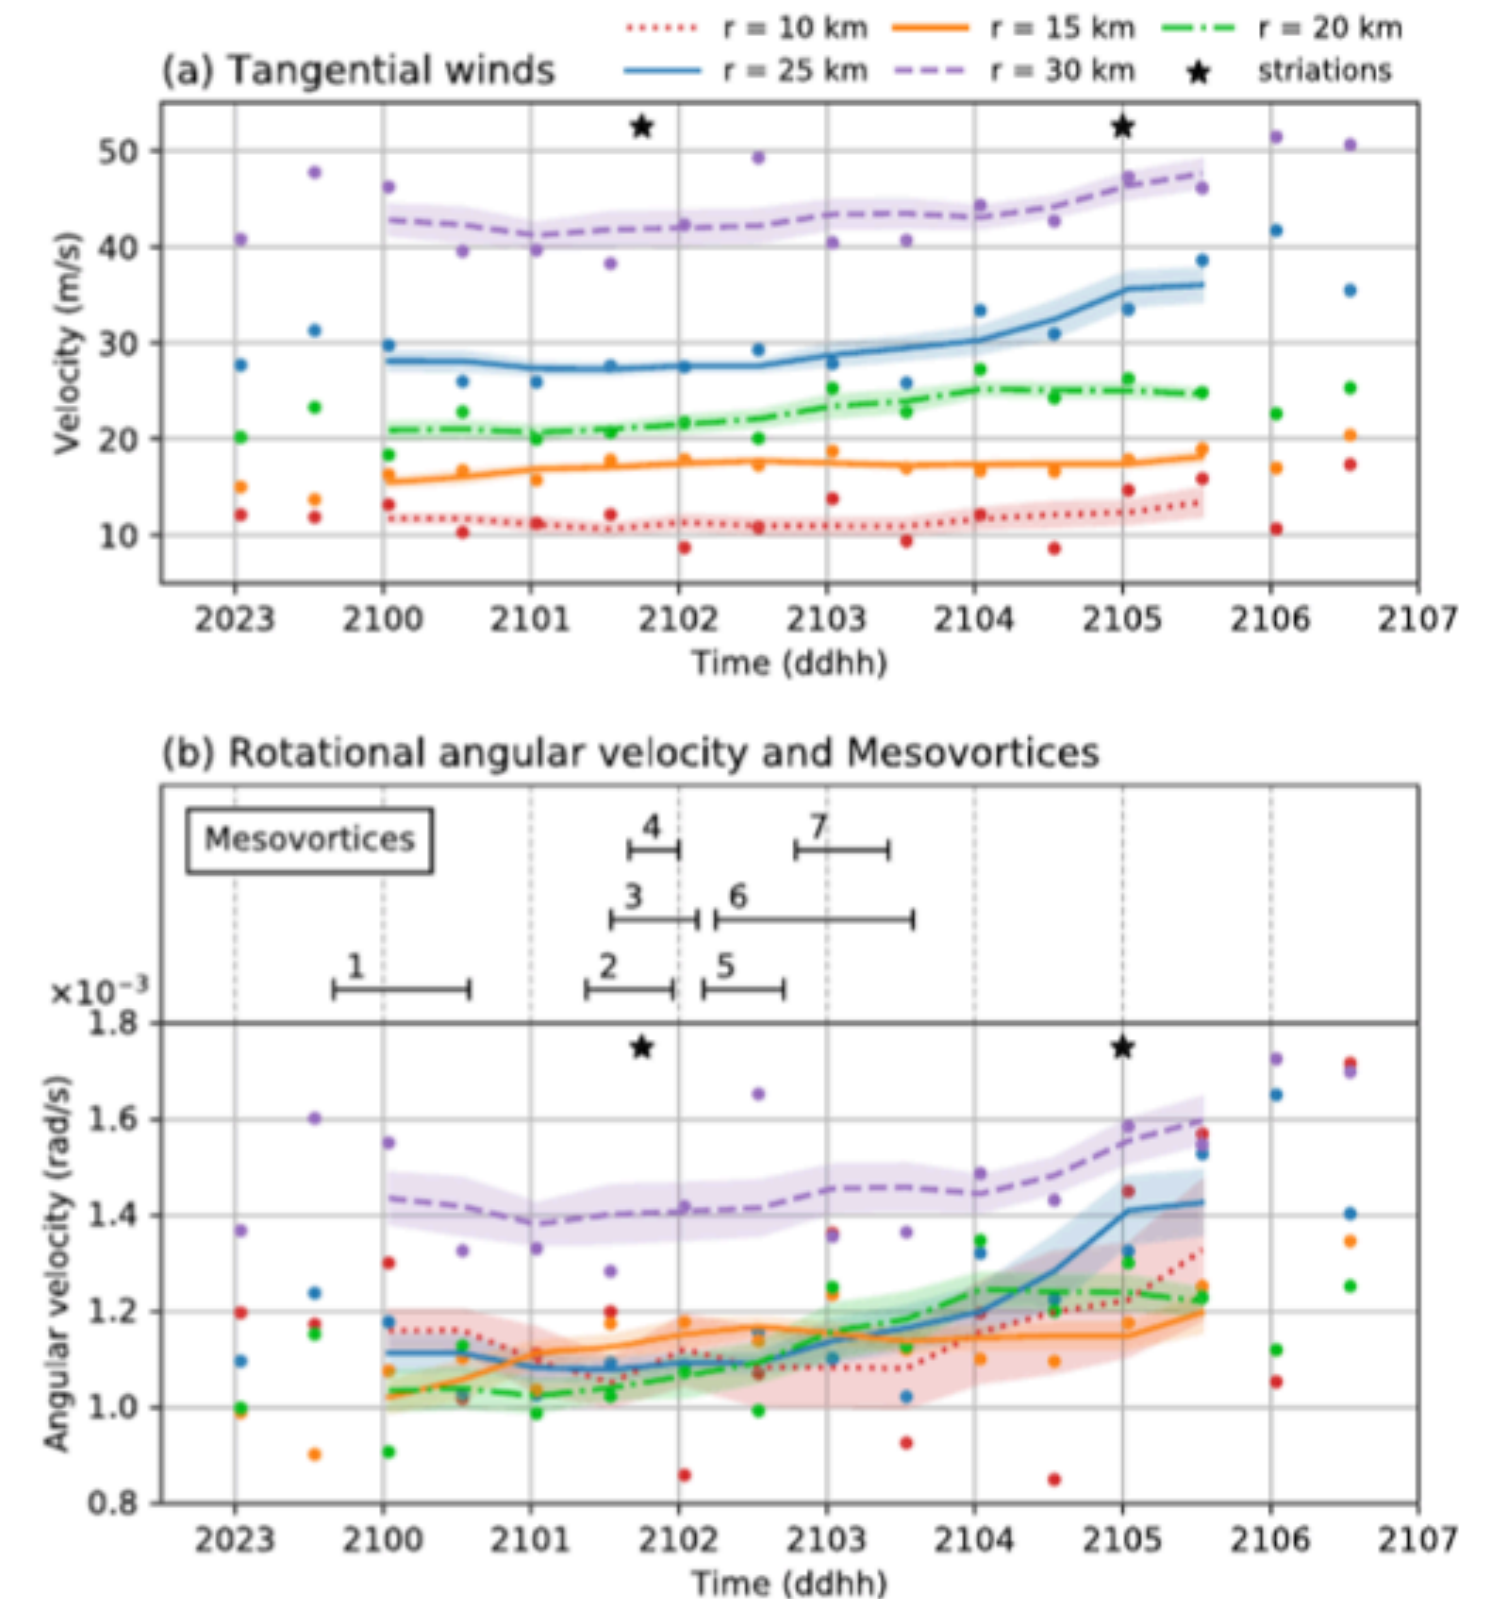 r = 10 km r = 15 km r = 20 km
(a) Tangential winds r = 25 km r = 30 km striations
50
40
30
20
10
Velocity (m/s)
2023 2100 2101 2102 2103 2104 2105 2106 2107
Time (ddhh)
(b) Rotational angular velocity and Mesovortices
Mesovortices
4 7
3 6
1 2 5
×10⁻³
1.8
1.6
1.4
1.2
1.0
0.8
Angular velocity (rad/s)
2023 2100 2101 2102 2103 2104 2105 2106 2107
Time (ddhh)